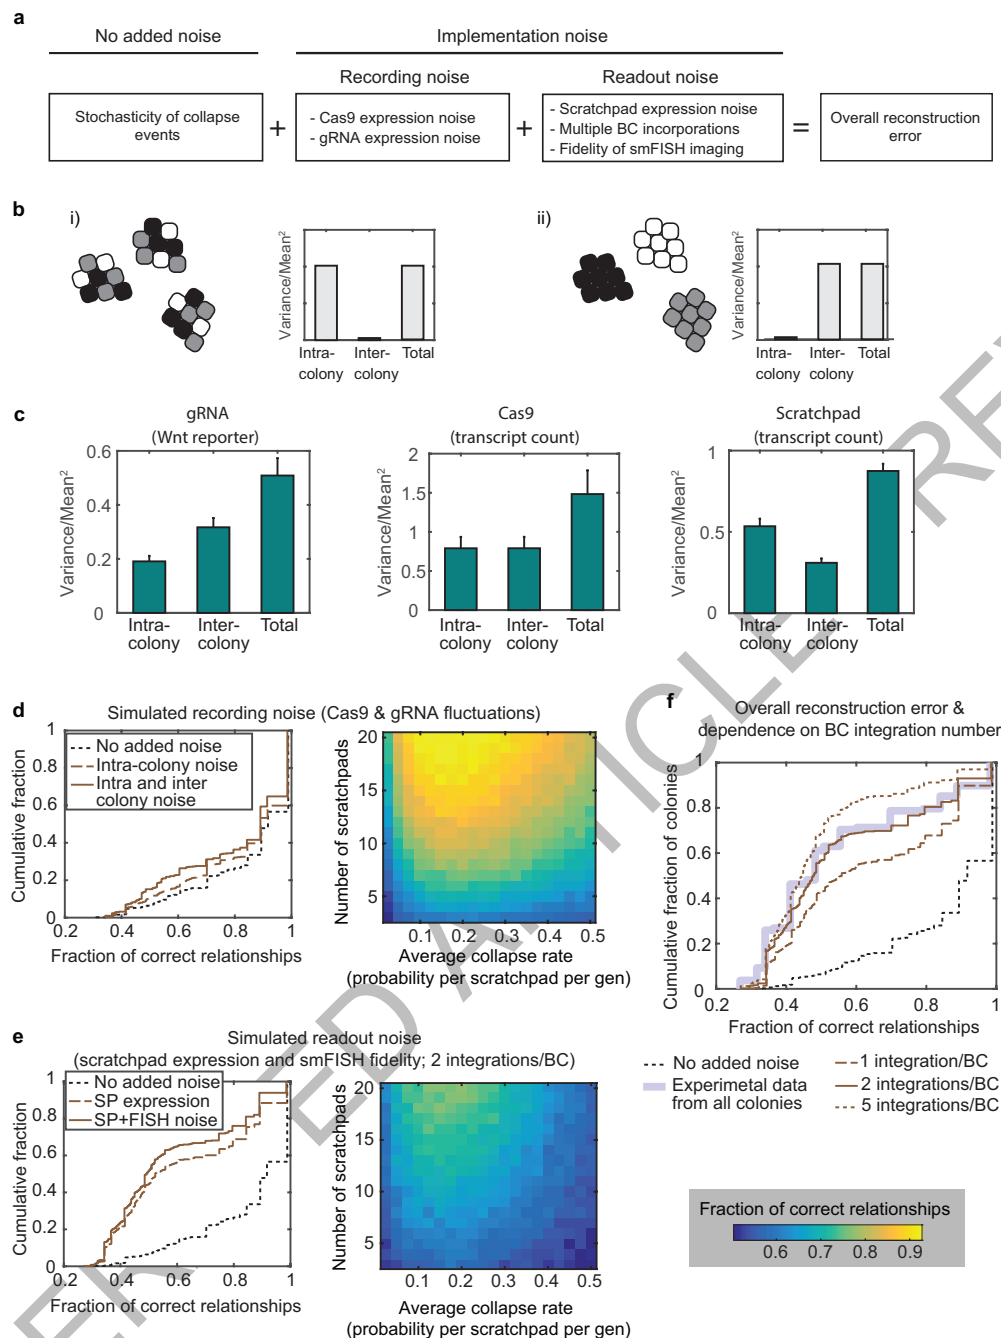 a
No added noise
Implementation noise
Recording noise
Readout noise
Stochasticity of collapse
events
+
- Cas9 expression noise
- gRNA expression noise
+
- Scratchpad expression noise
- Multiple BC incorporations
- Fidelity of smFISH imaging
=
Overall reconstruction
error
b
i)
Variance/Mean²
Intra-
colony
Inter-
colony
Total
ii)
Variance/Mean²
Intra-
colony
Inter-
colony
Total
c
gRNA
(Wnt reporter)
Variance/Mean²
0.6
0.4
0.2
0
Intra-
colony
Inter-
colony
Total
Cas9
(transcript count)
Variance/Mean²
2
1.5
1
0.5
0
Intra-
colony
Inter-
colony
Total
Scratchpad
(transcript count)
Variance/Mean²
1
0.5
0
Intra-
colony
Inter-
colony
Total
d
Simulated recording noise (Cas9 & gRNA fluctuations)
Cumulative fraction
1
0.8
0.6
0.4
0.2
0
No added noise
Intra-colony noise
Intra and inter
colony noise
0.2 0.4 0.6 0.8 1
Fraction of correct relationships
Number of scratchpads
20
15
10
5
0.1 0.2 0.3 0.4 0.5
Average collapse rate
(probability per scratchpad per gen)
e
Simulated readout noise
(scratchpad expression and smFISH fidelity; 2 integrations/BC)
Cumulative fraction
1
0.8
0.6
0.4
0.2
0
No added noise
SP expression
SP+FISH noise
0.2 0.4 0.6 0.8 1
Fraction of correct relationships
Number of scratchpads
20
15
10
5
0.1 0.2 0.3 0.4 0.5
Average collapse rate
(probability per scratchpad per gen)
f
Overall reconstruction error &
dependence on BC integration number
Cumulative fraction of colonies
1
0.8
0.6
0.4
0.2
0
0.2 0.4 0.6 0.8 1
Fraction of correct relationships
No added noise
Experimetal data
from all colonies
1 integration/BC
2 integrations/BC
5 integrations/BC
Fraction of correct relationships
0.6 0.7 0.8 0.9
ER ED A ICLE RE